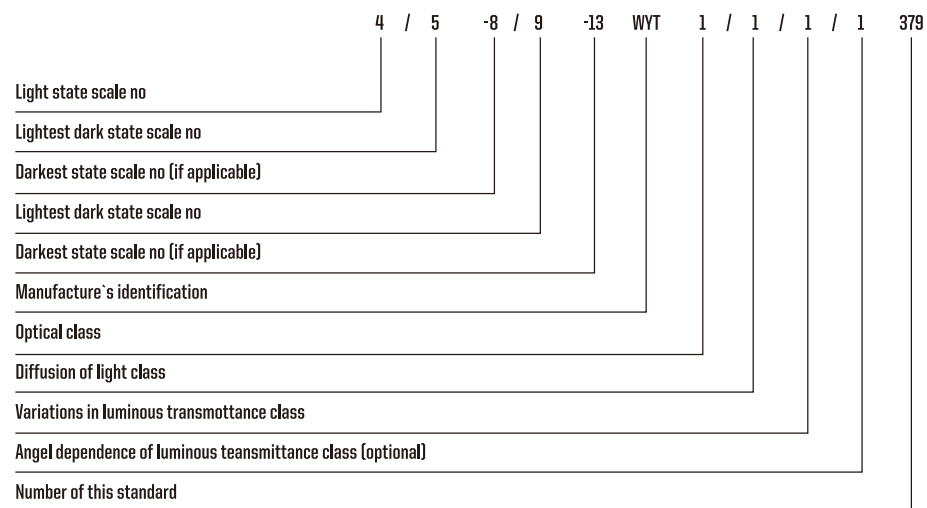 4 / 5 -8 / 9 -13 WYT 1 / 1 / 1 / 1 379
Light state scale no
Lightest dark state scale no
Darkest state scale no (if applicable)
Lightest dark state scale no
Darkest state scale no (if applicable)
Manufacture`s identification
Optical class
Diffusion of light class
Variations in luminous transmottance class
Angel dependence of luminous teansmittance class (optional)
Number of this standard